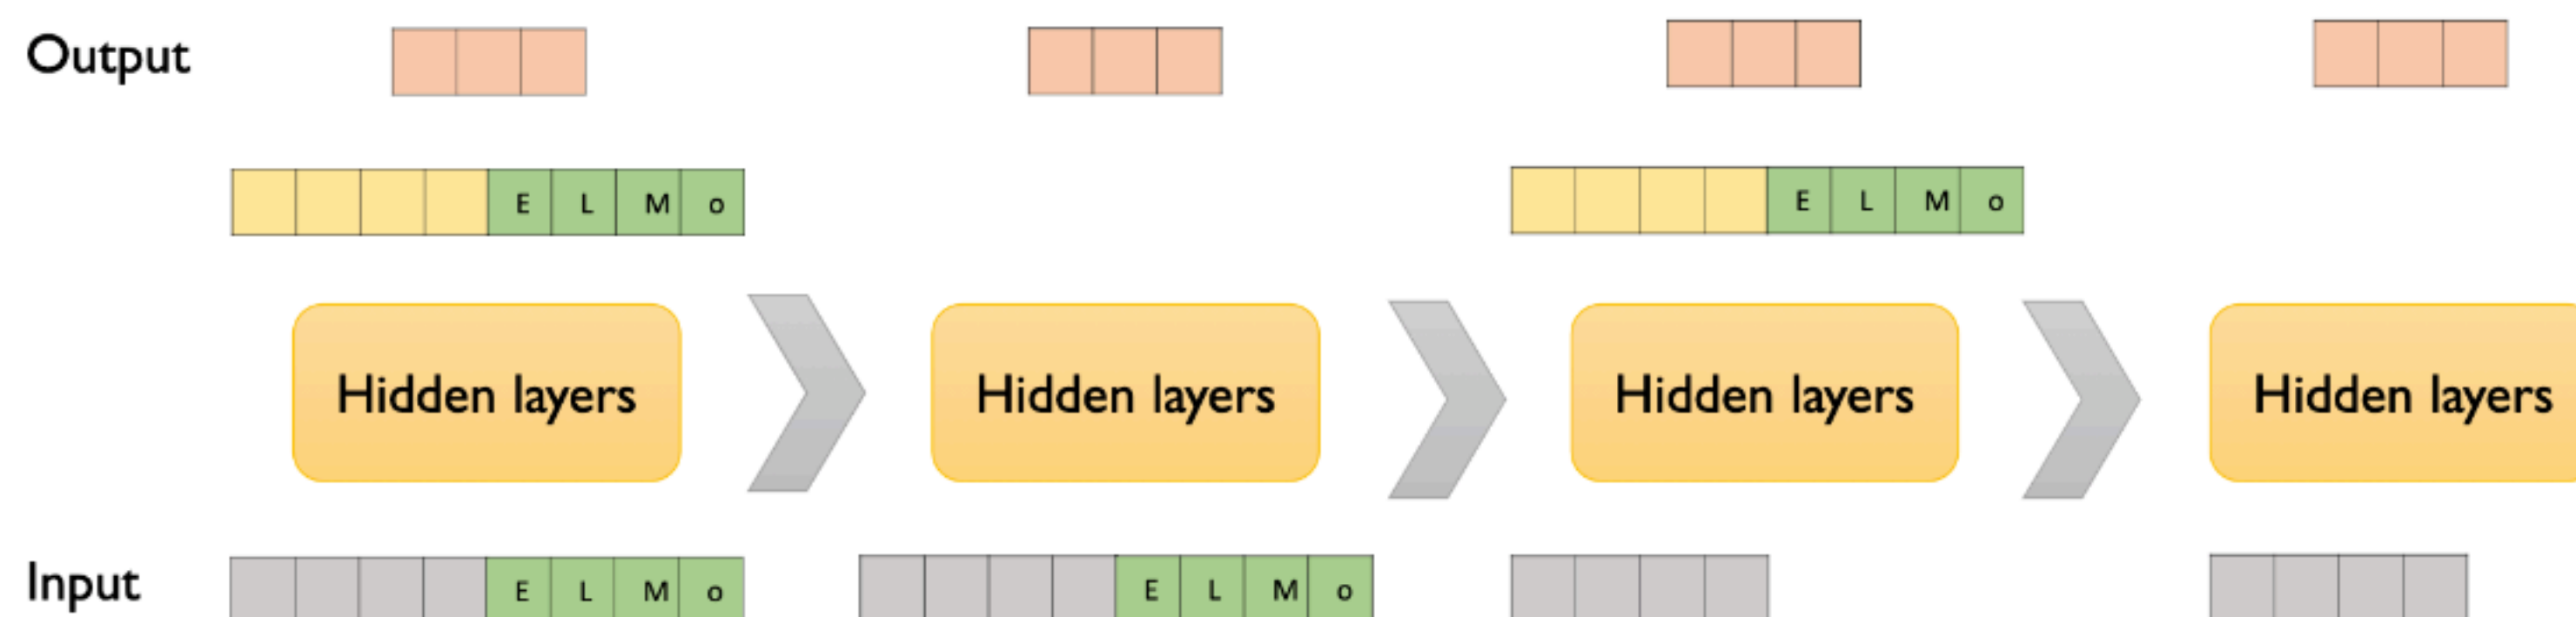 Output
E L M o E L M o
Hidden layers Hidden layers Hidden layers Hidden layers
Input E L M o E L M o